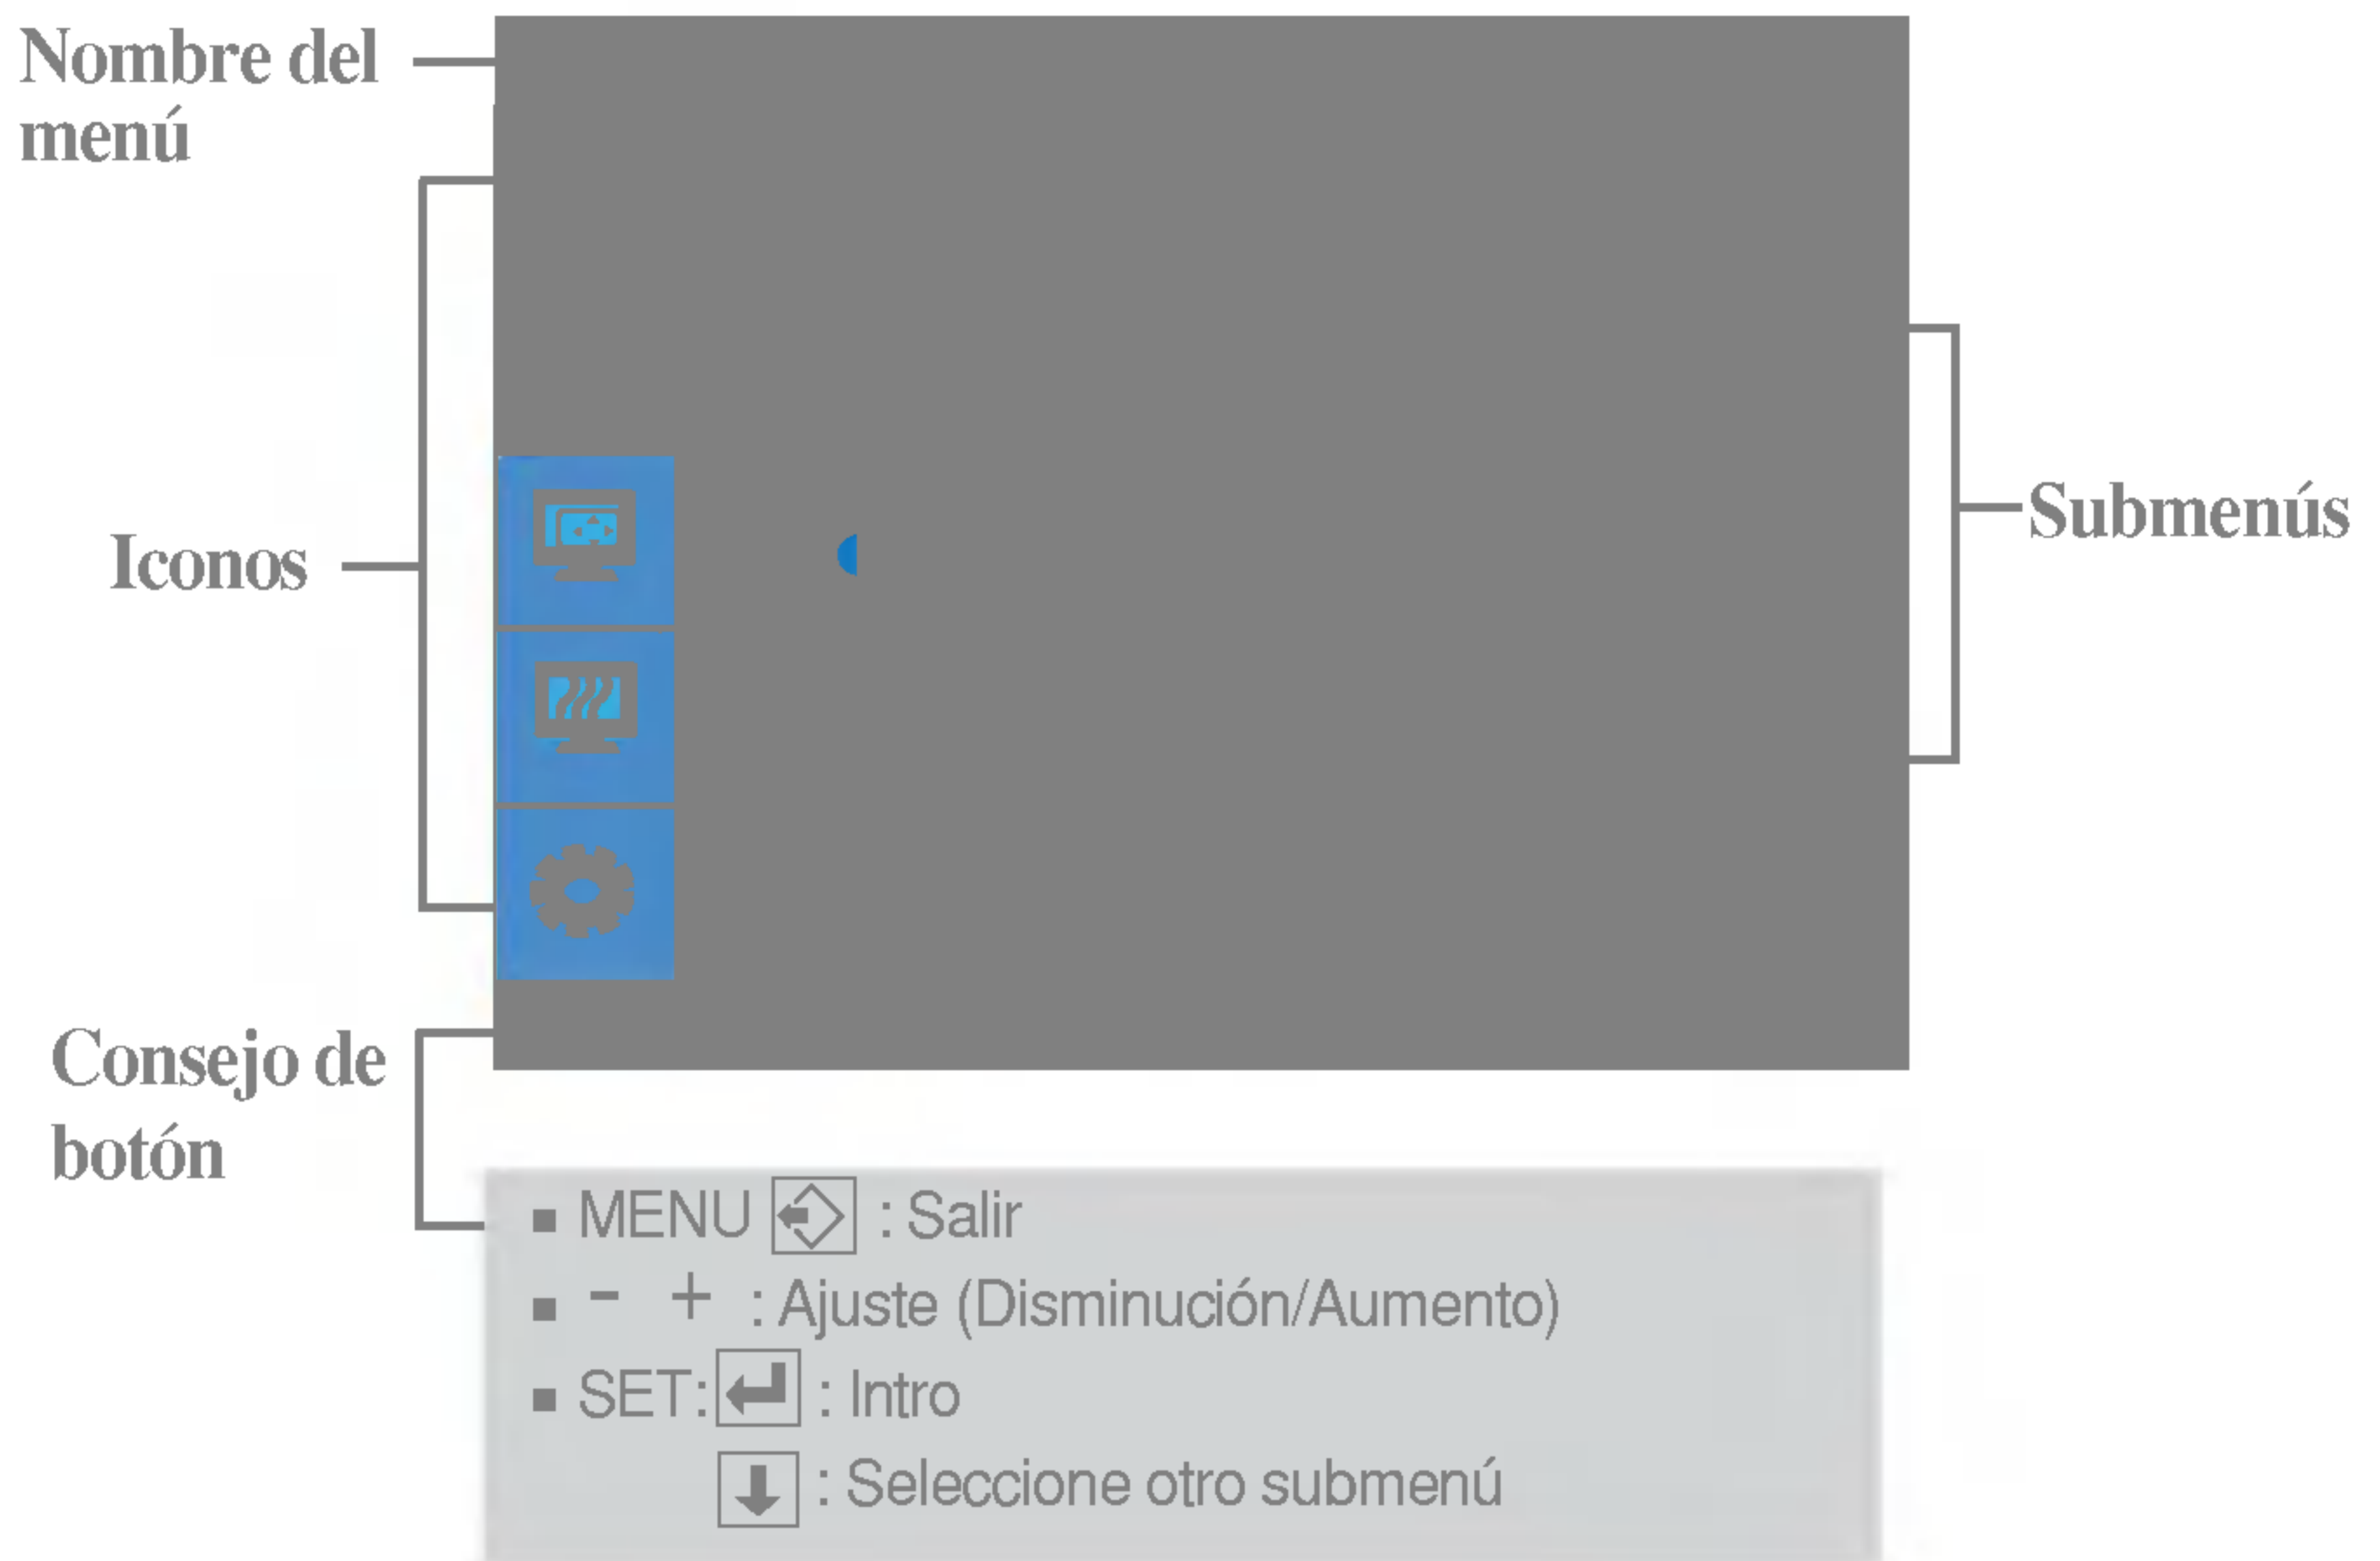 Nombre del
menú
Iconos
Submenús
Consejo de
botón
■ MENU : Salir
■ - + : Ajuste (Disminución/Aumento)
■ SET: : Intro
: Seleccione otro submenú